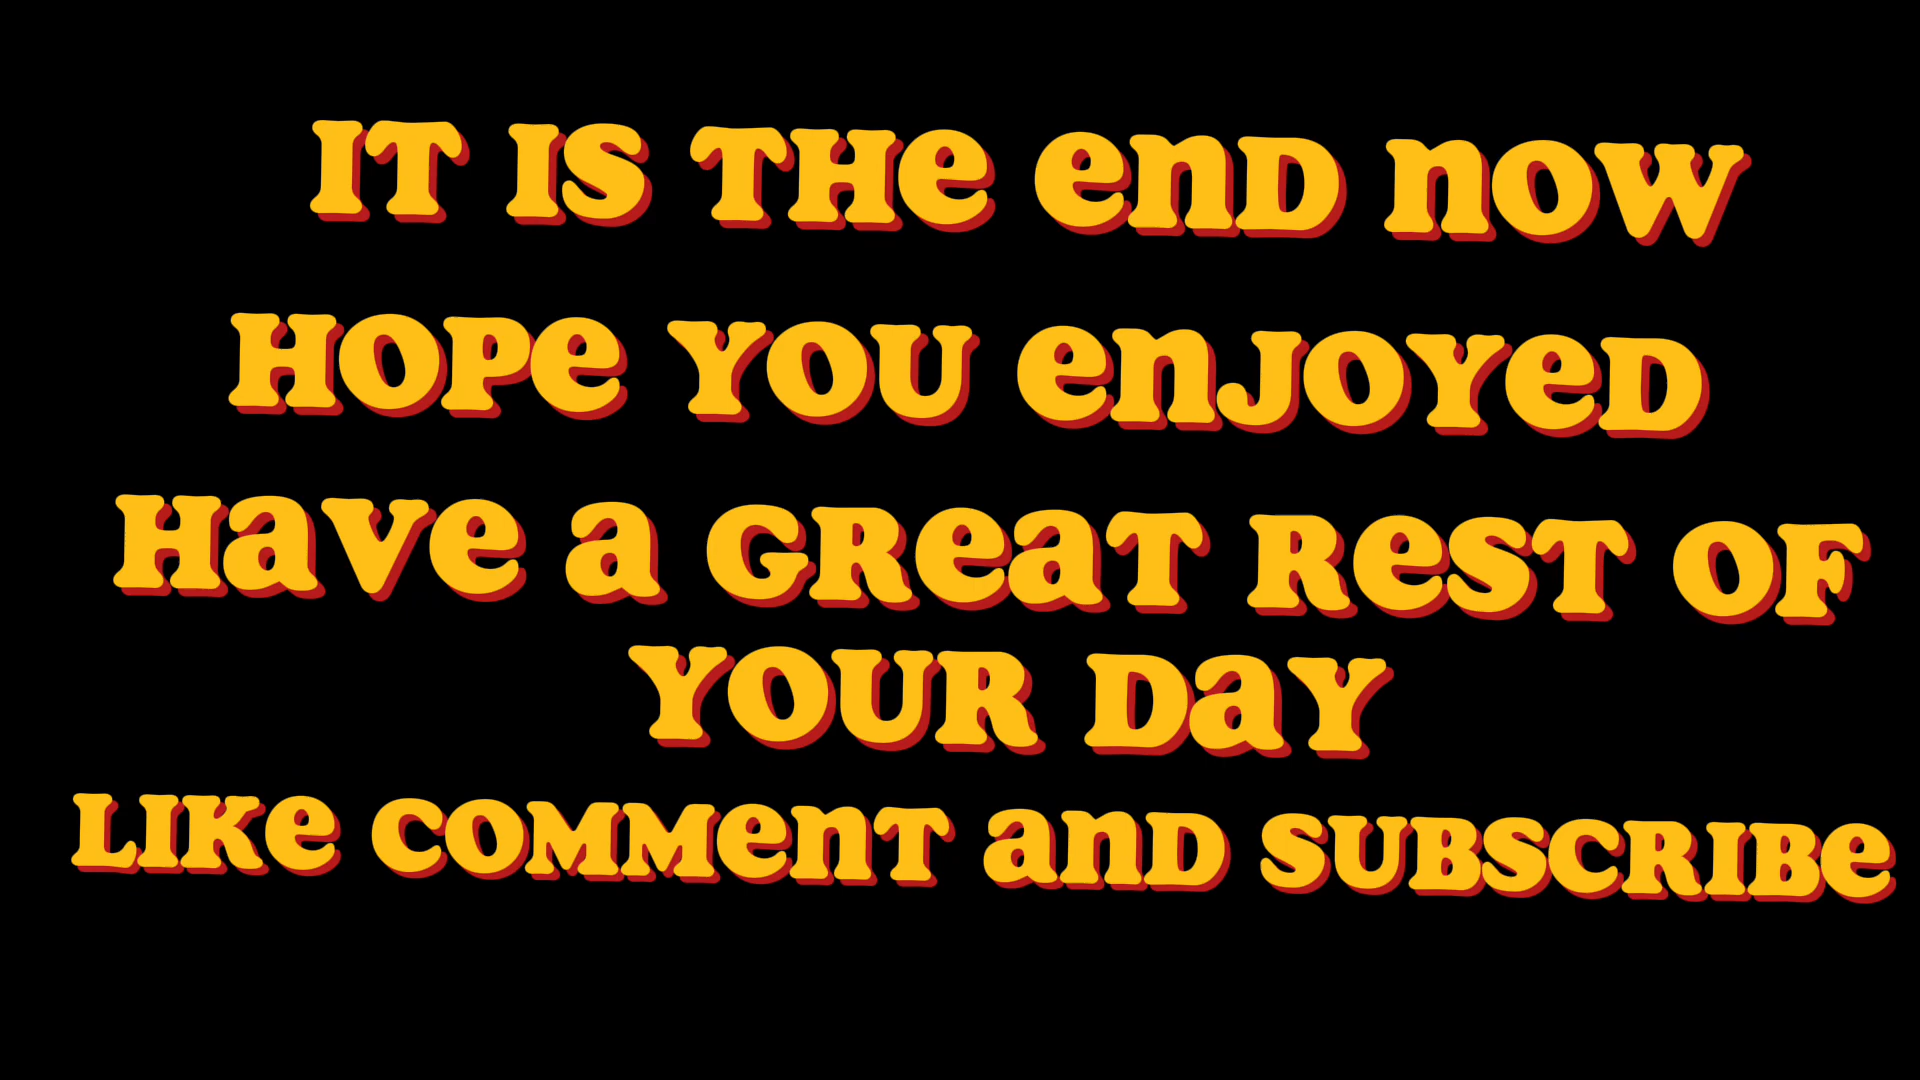 IT IS THE END NOW
HOPE YOU ENJOYED
HAVE A GREAT REST OF
YOUR DAY
LIKE COMMENT AND SUBSCRIBE